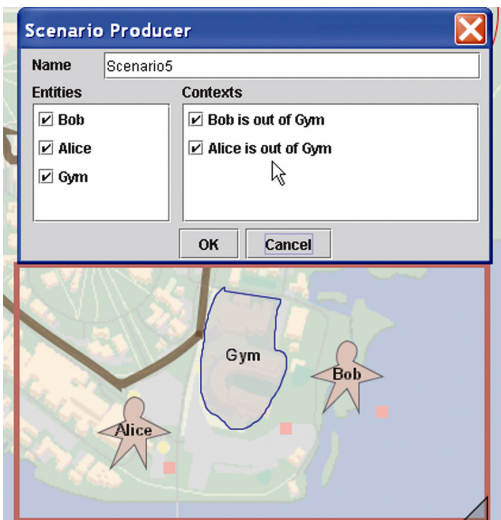 Scenario Producer
Name Scenario5
Entities Contexts
Bob Bob is out of Gym
Alice Alice is out of Gym
Gym
OK Cancel
Gym
Bob
Alice